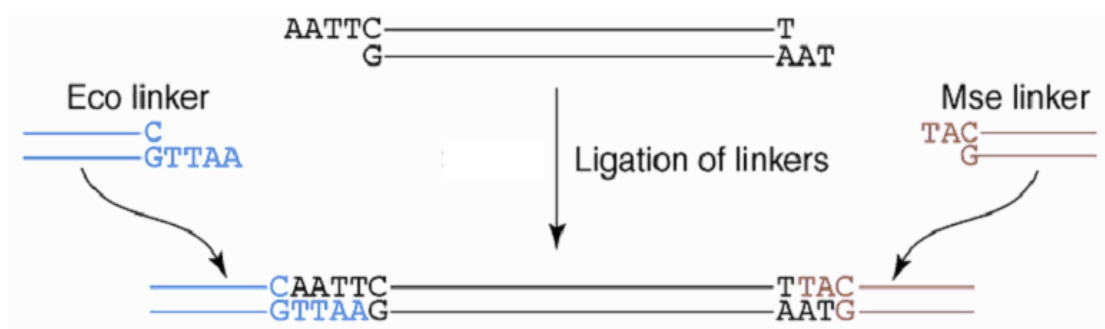 AATTC T
G AAT
Eco linker Mse linker
C TAC
GTTAA G
Ligation of linkers
CAATTC TTAC
GTTAAG AATG